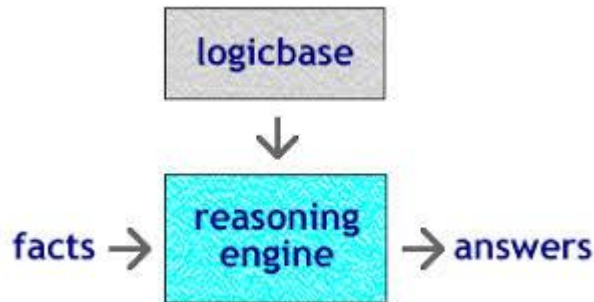 logicbase
reasoning
engine
facts
answers